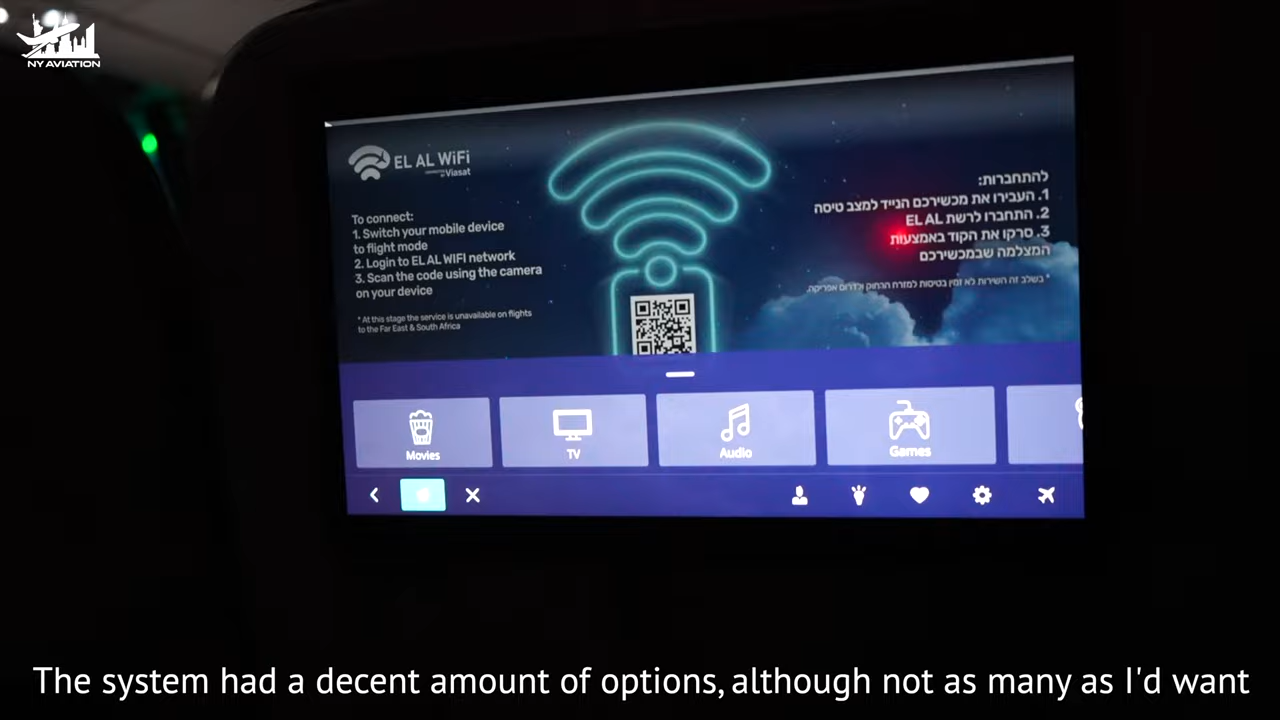 NY AVIATION
EL AL WiFi
by Viasat
To connect:
1. Switch your mobile device
to flight mode
2. Login to EL AL WIFI network
3. Scan the code using the camera
on your device
* At this stage the service is unavailable on flights
to the Far East & South Africa
להתחברות:
1. העבירו את מכשירכם הנייד למצב טיסה
2. התחברו לרשת EL AL
3. סרקו את הקוד באמצעות
המצלמה שבמכשירכם
* בשלב זה השירות לא זמין בטיסות למזרח הרחוק ולדרום אפריקה.
Movies
TV
Audio
Games
The system had a decent amount of options, although not as many as I'd want